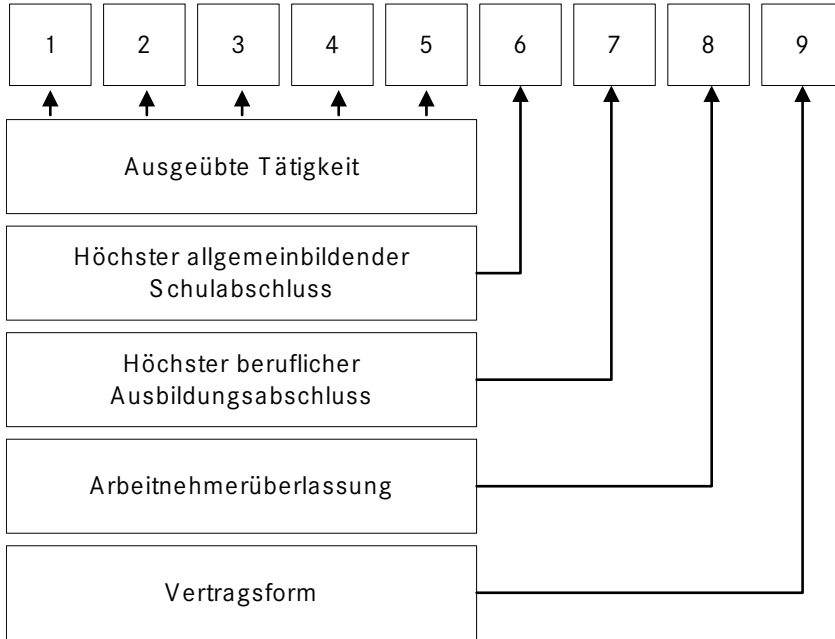 1 2 3 4 5 6 7 8 9
Ausgeübte Tätigkeit
Höchster allgemeinbildender
Schulabschluss
Höchster beruflicher
Ausbildungsabschluss
Arbeitnehmerüberlassung
Vertragsform